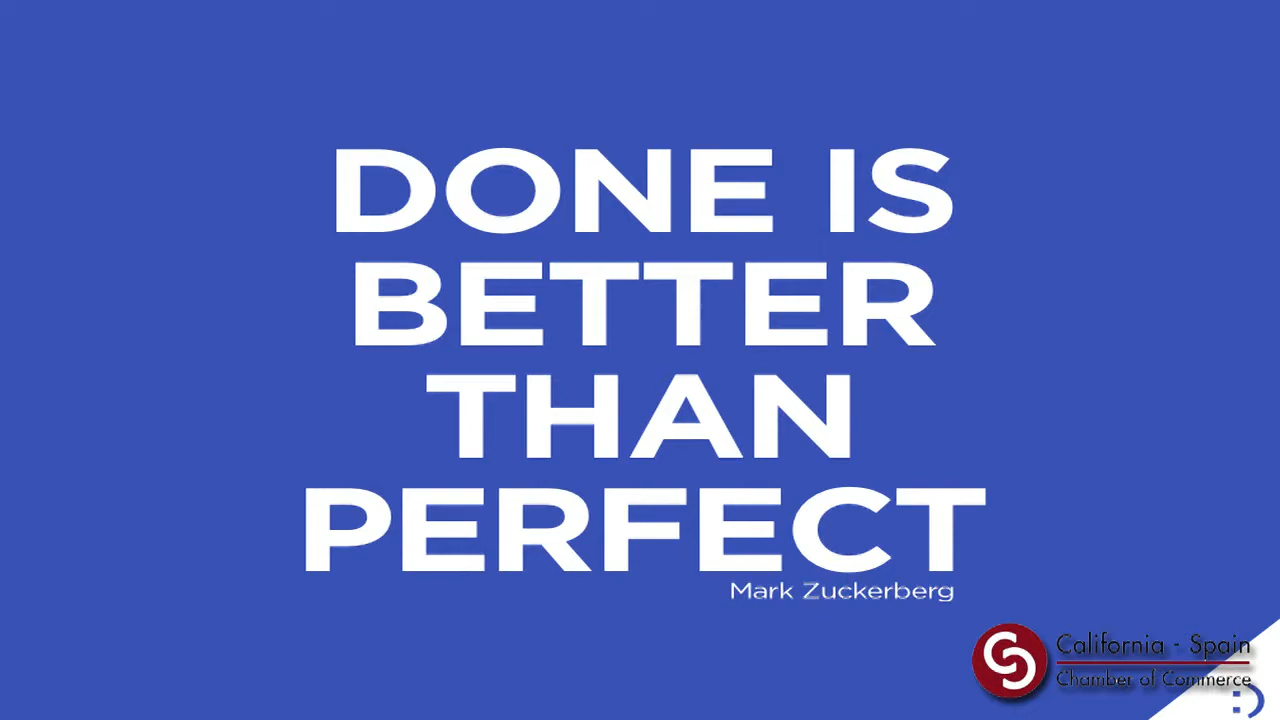 DONE IS
BETTER
THAN
PERFECT
Mark Zuckerberg
California - Spain
Chamber of Commerce
:)